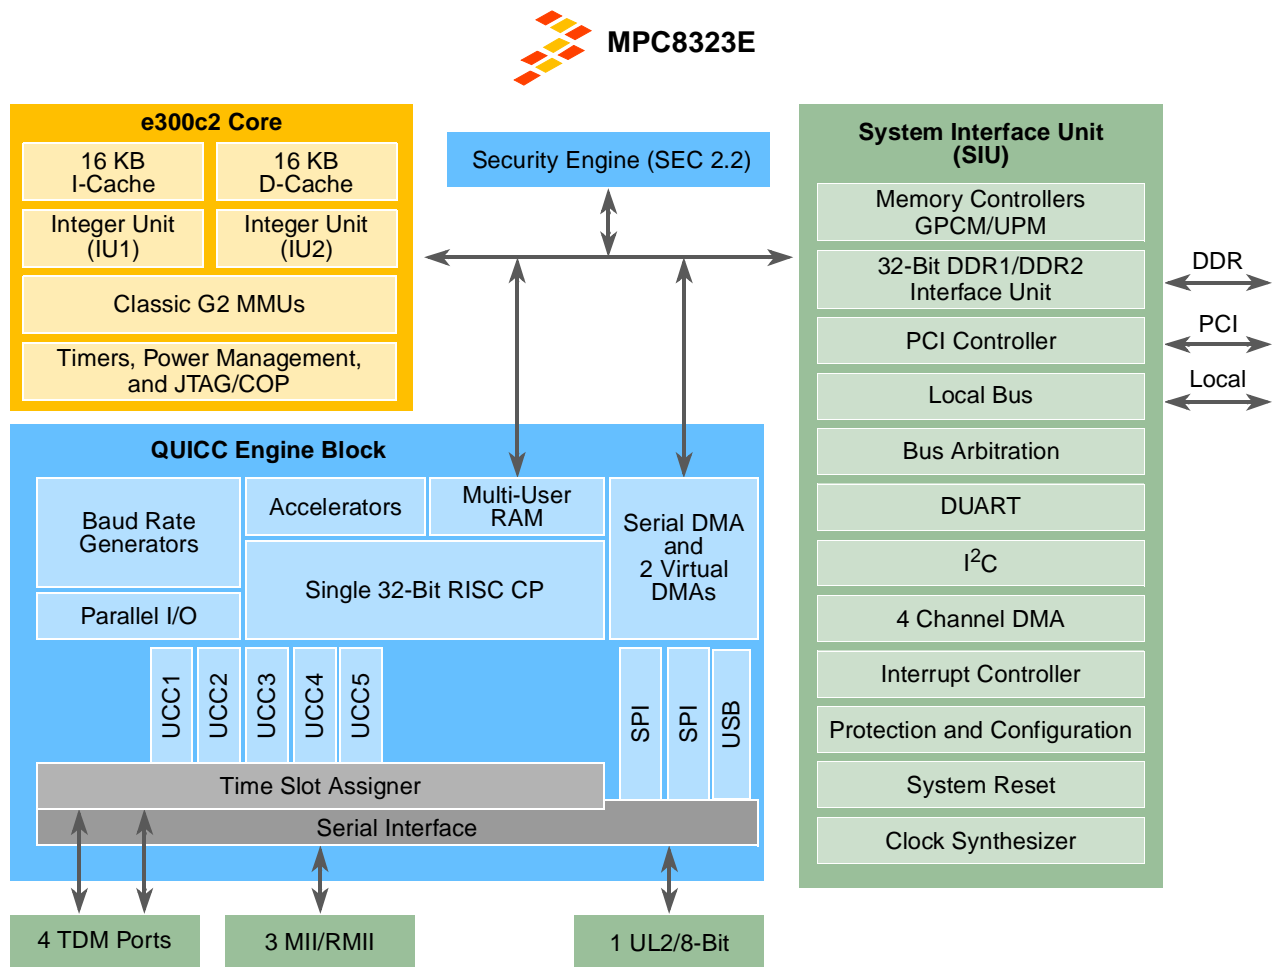 MPC8323E
e300c2 Core
16 KB
I-Cache
16 KB
D-Cache
Integer Unit
(IU1)
Integer Unit
(IU2)
Classic G2 MMUs
Timers, Power Management,
and JTAG/COP
Security Engine (SEC 2.2)
System Interface Unit
(SIU)
Memory Controllers
GPCM/UPM
32-Bit DDR1/DDR2
Interface Unit
PCI Controller
Local Bus
Bus Arbitration
DUART
I2C
4 Channel DMA
Interrupt Controller
Protection and Configuration
System Reset
Clock Synthesizer
DDR
PCI
Local
QUICC Engine Block
Baud Rate
Generators
Parallel I/O
Accelerators
Multi-User
RAM
Single 32-Bit RISC CP
Serial DMA
and
2 Virtual
DMAs
UCC1
UCC2
UCC3
UCC4
UCC5
SPI
SPI
USB
Time Slot Assigner
Serial Interface
4 TDM Ports
3 MII/RMII
1 UL2/8-Bit